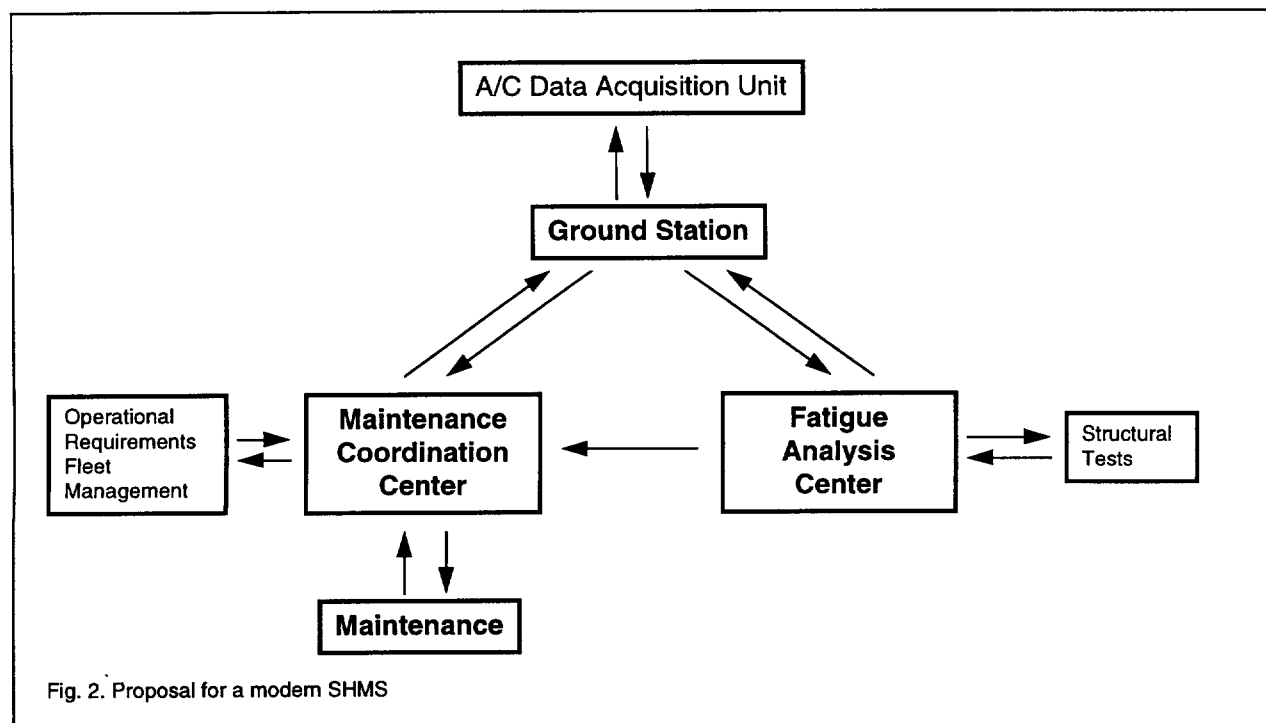 A/C Data Acquisition Unit
Ground Station
Operational
Requirements
Fleet
Management
Maintenance
Coordination
Center
Fatigue
Analysis
Center
Structural
Tests
Maintenance
Fig. 2. Proposal for a modern SHMS